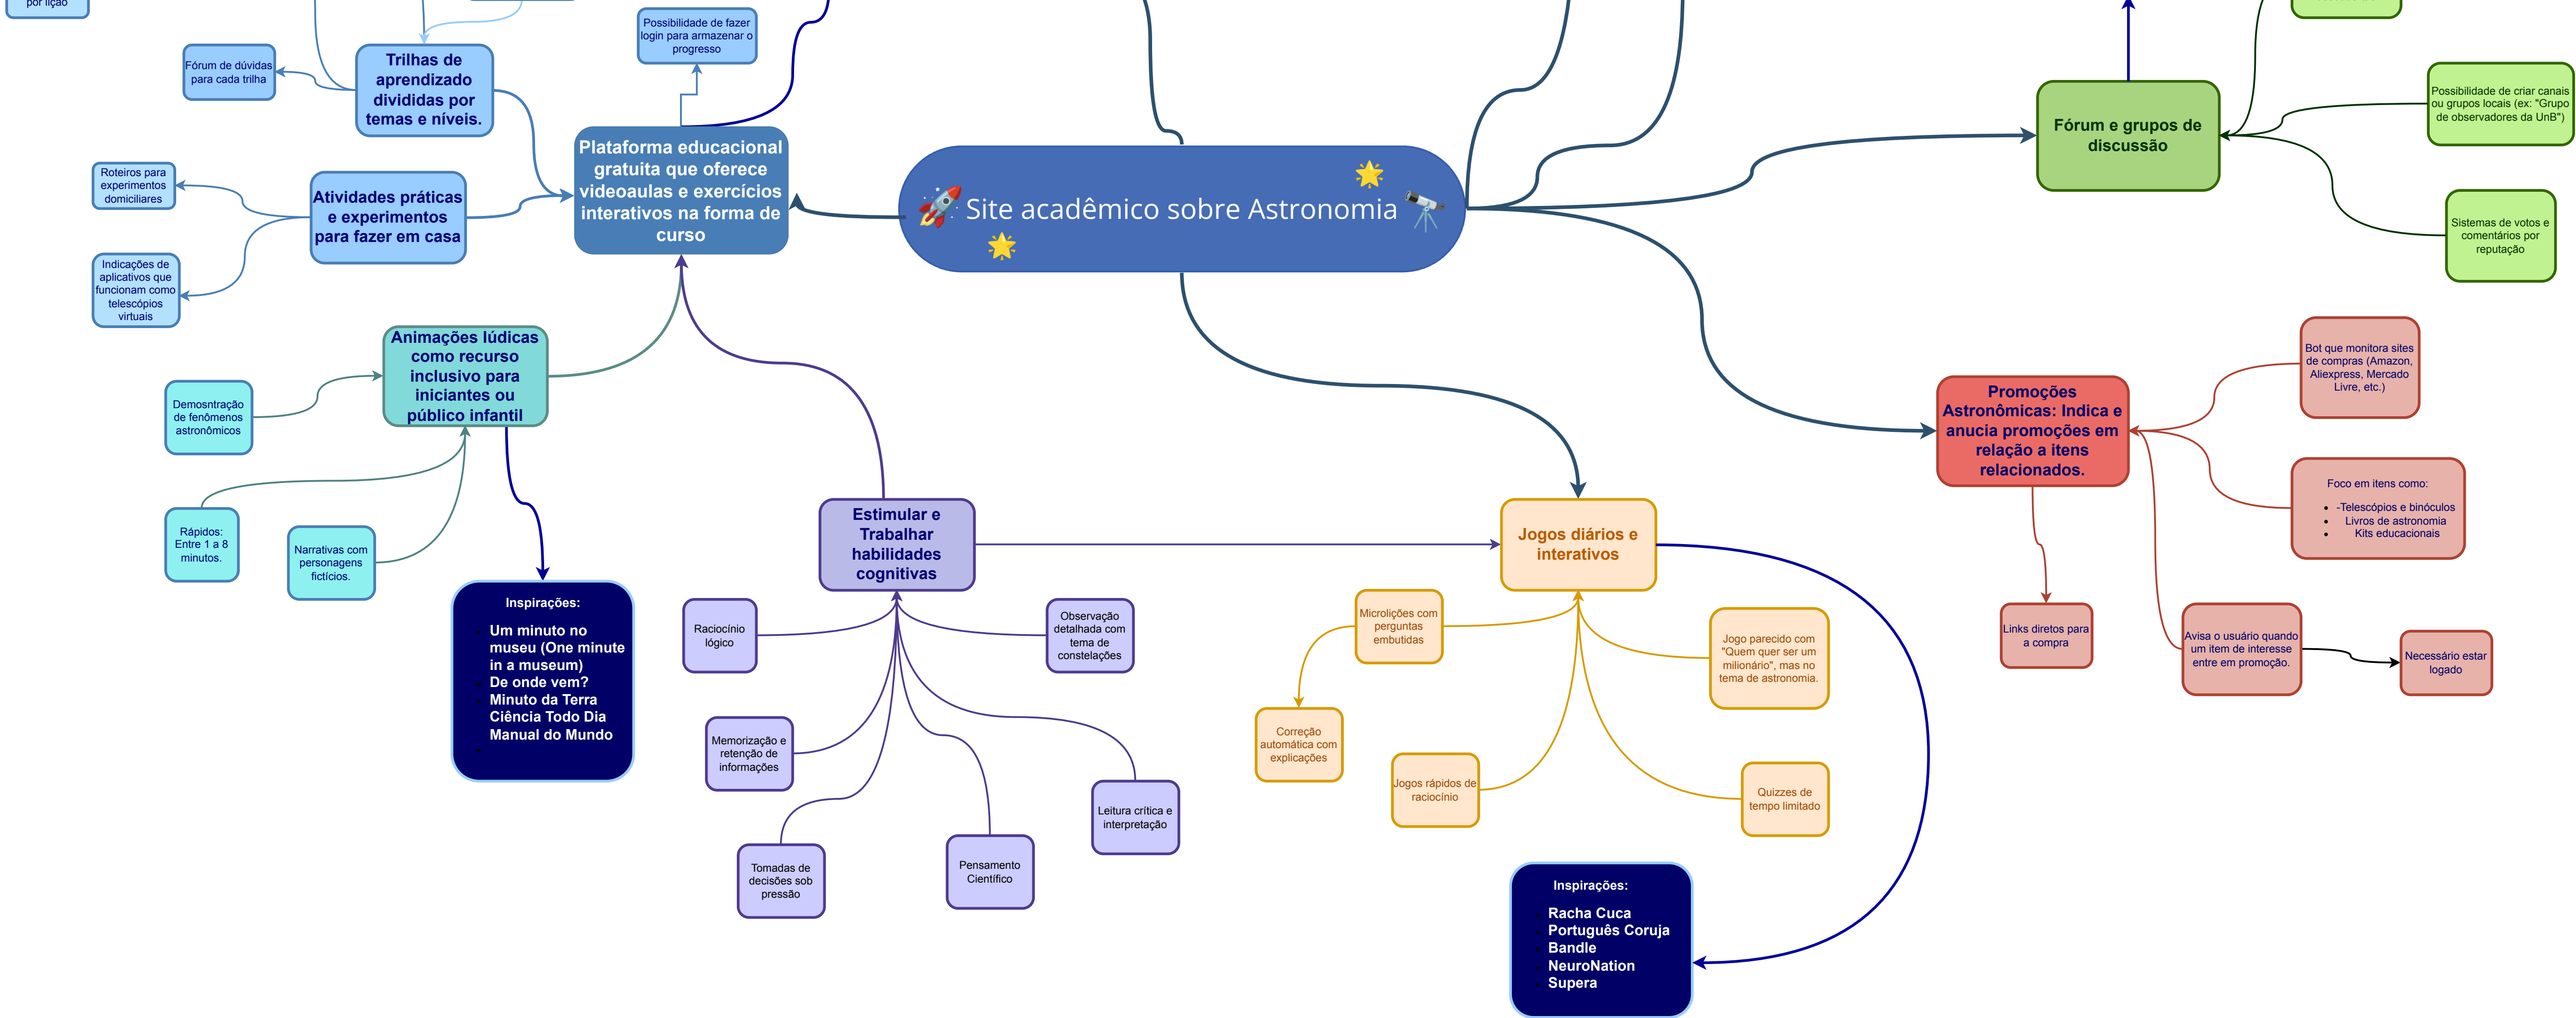 por lição
Possibilidade de fazer
login para armazenar o
progresso
Trilhas de
aprendizado
divididas por
temas e níveis.
Fórum de dúvidas
para cada trilha
Plataforma educacional
gratuita que oferece
videoaulas e exercícios
interativos na forma de
curso
Roteiros para
experimentos
domiciliares
Atividades práticas
e experimentos
para fazer em casa
Indicações de
aplicativos que
funcionam como
telescópios
virtuais
Site acadêmico sobre Astronomia
Fórum e grupos de
discussão
Possibilidade de criar canais
ou grupos locais (ex: "Grupo
de observadores da UnB")
Sistemas de votos e
comentários por
reputação
Animações lúdicas
como recurso
inclusivo para
iniciantes ou
público infantil
Demosntração
de fenômenos
astronômicos
Rápidos:
Entre 1 a 8
minutos.
Narrativas com
personagens
fictícios.
Inspirações:
Um minuto no
museu (One minute
in a museum)
De onde vem?
Minuto da Terra
Ciência Todo Dia
Manual do Mundo
Estimular e
Trabalhar
habilidades
cognitivas
Raciocínio
lógico
Observação
detalhada com
tema de
constelações
Memorização e
retenção de
informações
Leitura crítica e
interpretação
Tomadas de
decisões sob
pressão
Pensamento
Científico
Jogos diários e
interativos
Microlições com
perguntas
embutidas
Jogo parecido com
"Quem quer ser um
milionário", mas no
tema de astronomia.
Correção
automática com
explicações
Jogos rápidos de
raciocínio
Quizzes de
tempo limitado
Inspirações:
Racha Cuca
Português Coruja
Bandle
NeuroNation
Supera
Promoções
Astronômicas: Indica e
anucia promoções em
relação a itens
relacionados.
Bot que monitora sites
de compras (Amazon,
Aliexpress, Mercado
Livre, etc.)
Foco em itens como:
-Telescópios e binóculos
Livros de astronomia
Kits educacionais
Links diretos para
a compra
Avisa o usuário quando
um item de interesse
entre em promoção.
Necessário estar
logado